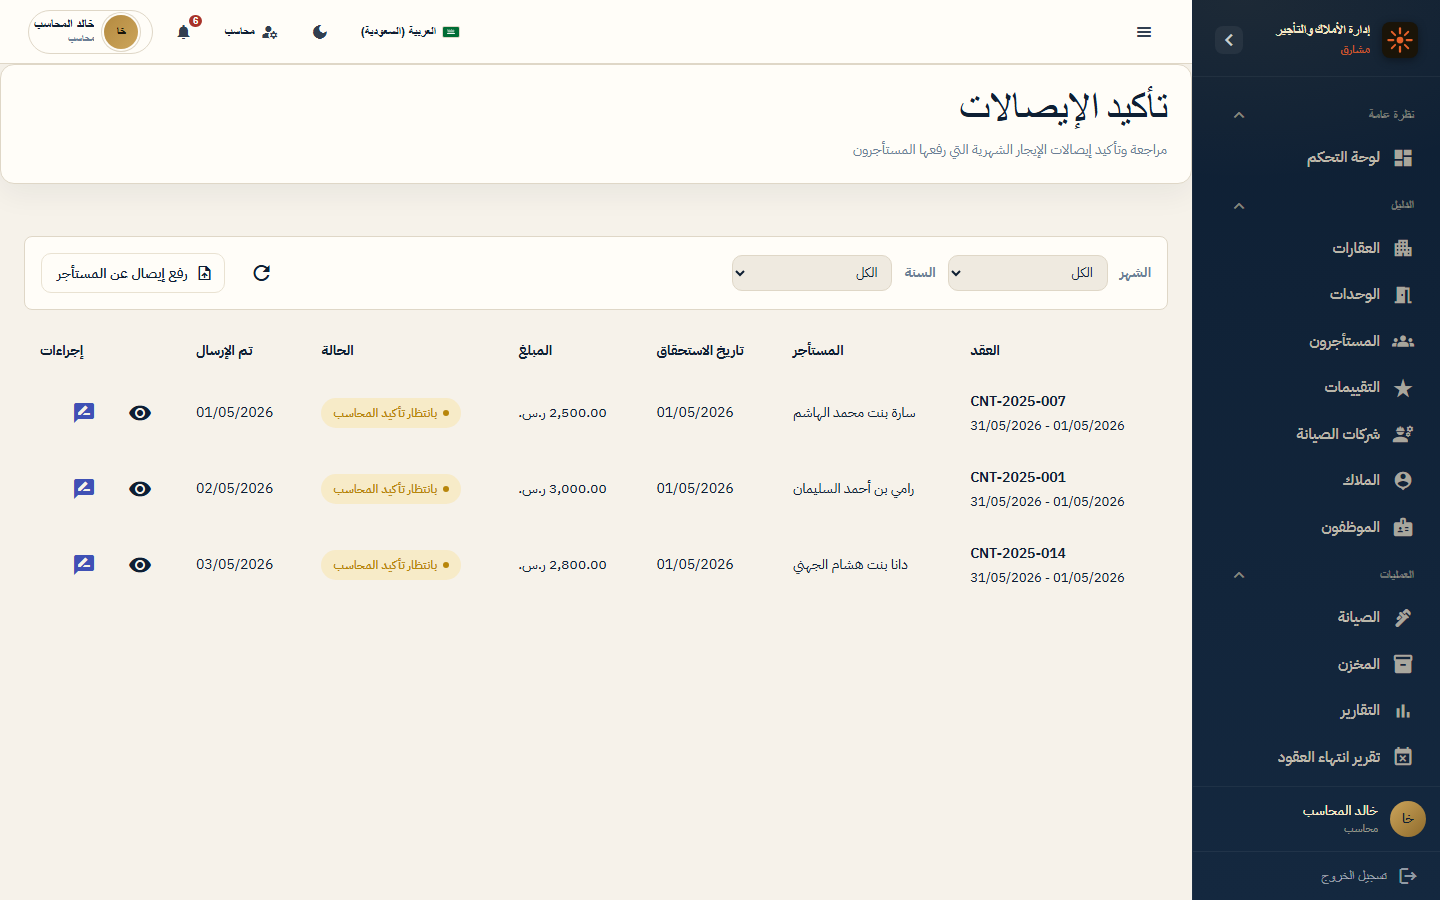 إدارة الأملاك والتأجير
مشارق
نظرة عامة
لوحة التحكم
الدليل
العقارات
الوحدات
المستأجرون
التقييمات
شركات الصيانة
الملاك
الموظفون
العمليات
الصيانة
المخزن
التقارير
تقرير انتهاء العقود
خا
خالد المحاسب
محاسب
تسجيل الخروج
العربية (السعودية)
محاسب
6
خا
خالد المحاسب
محاسب
تأكيد الإيصالات
مراجعة وتأكيد إيصالات الإيجار الشهرية التي رفعها المستأجرون
الشهر الكل السنة الكل رفع إيصال عن المستأجر
العقد المستأجر تاريخ الاستحقاق المبلغ الحالة تم الإرسال إجراءات
CNT-2025-007
31/05/2026 - 01/05/2026
سارة بنت محمد الهاشم 01/05/2026 2,500.00 ر.س. بانتظار تأكيد المحاسب 01/05/2026
CNT-2025-001
31/05/2026 - 01/05/2026
رامي بن أحمد السليمان 01/05/2026 3,000.00 ر.س. بانتظار تأكيد المحاسب 02/05/2026
CNT-2025-014
31/05/2026 - 01/05/2026
دانا بنت هشام الجهني 01/05/2026 2,800.00 ر.س. بانتظار تأكيد المحاسب 03/05/2026